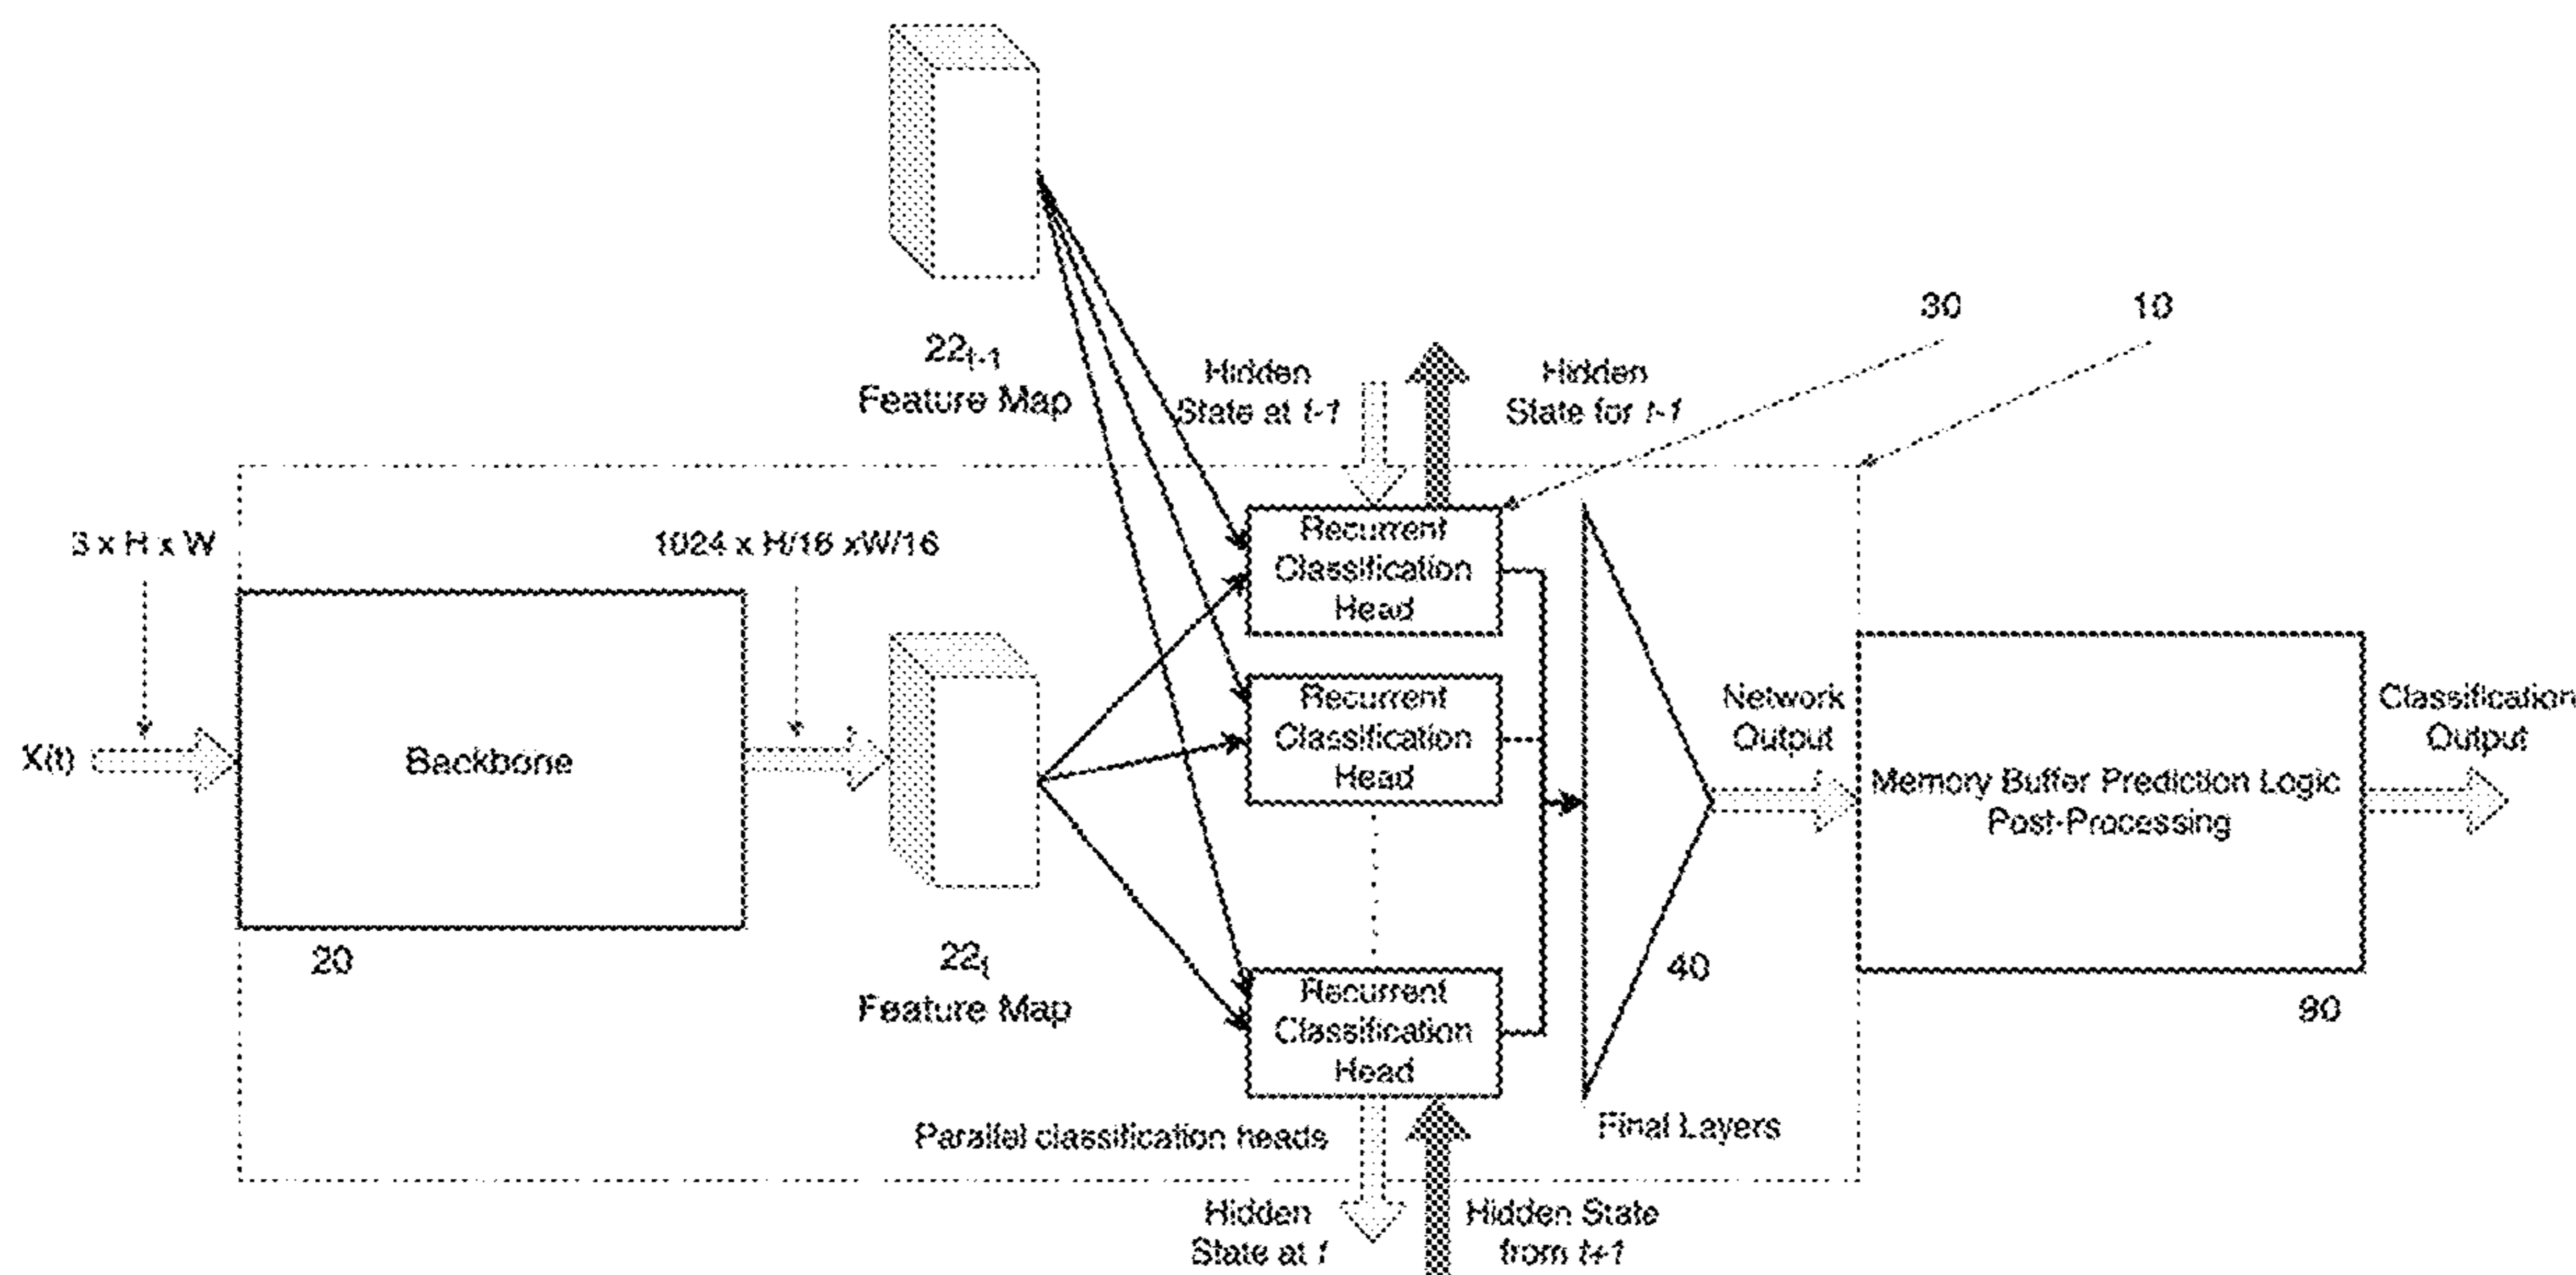 22t-1
Feature Map
Hidden
State at t-1
Hidden
State for t-1
30
10
3 x H x W
1024 x H/16 xW/16
X(t)
Backbone
20
22t
Feature Map
Recurrent
Classification
Head
Recurrent
Classification
Head
Recurrent
Classification
Head
Parallel classification heads
Hidden
State at t
Hidden State
from t+1
40
Final Layers
Network
Output
Memory Buffer Prediction Logic
Post-Processing
90
Classification
Output